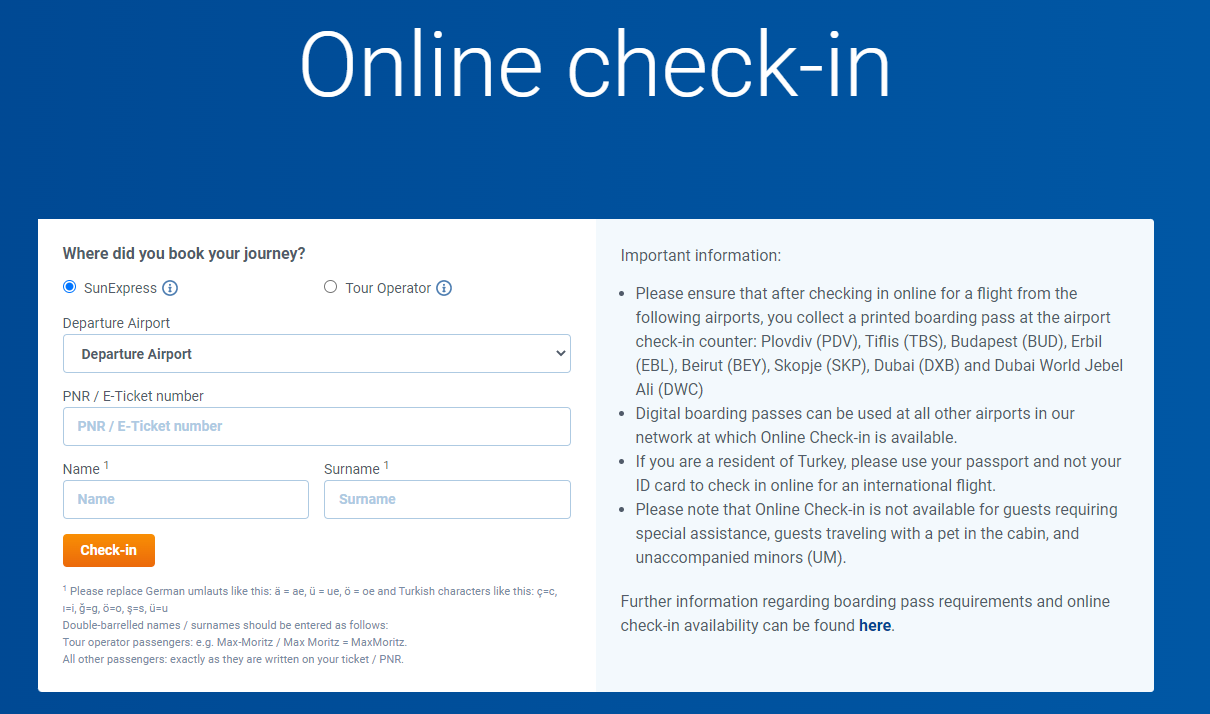 Online check-in
Where did you book your journey?
SunExpress
Tour Operator
Departure Airport
Departure Airport
PNR / E-Ticket number
PNR / E-Ticket number
Name 1
Surname 1
Name
Surname
Check-in
1 Please replace German umlauts like this: ä = ae, ü = ue, ö = oe and Turkish characters like this: ç=c,
ı=i, ğ=g, ö=o, ş=s, ü=u
Double-barrelled names / surnames should be entered as follows:
Tour operator passengers: e.g. Max-Moritz / Max Moritz = MaxMoritz.
All other passengers: exactly as they are written on your ticket / PNR.
Important information:
• Please ensure that after checking in online for a flight from the
following airports, you collect a printed boarding pass at the airport
check-in counter: Plovdiv (PDV), Tiflis (TBS), Budapest (BUD), Erbil
(EBL), Beirut (BEY), Skopje (SKP), Dubai (DXB) and Dubai World Jebel
Ali (DWC)
• Digital boarding passes can be used at all other airports in our
network at which Online Check-in is available.
• If you are a resident of Turkey, please use your passport and not your
ID card to check in online for an international flight.
• Please note that Online Check-in is not available for guests requiring
special assistance, guests traveling with a pet in the cabin, and
unaccompanied minors (UM).
Further information regarding boarding pass requirements and online
check-in availability can be found here.